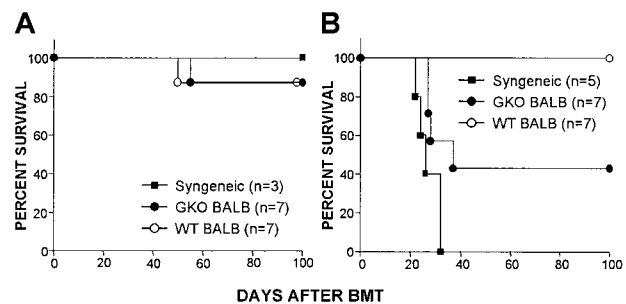 A
PERCENT SURVIVAL
100
80
60
40
20
0
0
20
40
60
80
100
Syngeneic (n=3)
GKO BALB (n=7)
WT BALB (n=7)
B
PERCENT SURVIVAL
100
80
60
40
20
0
0
20
40
60
80
100
Syngeneic (n=5)
GKO BALB (n=7)
WT BALB (n=7)
DAYS AFTER BMT